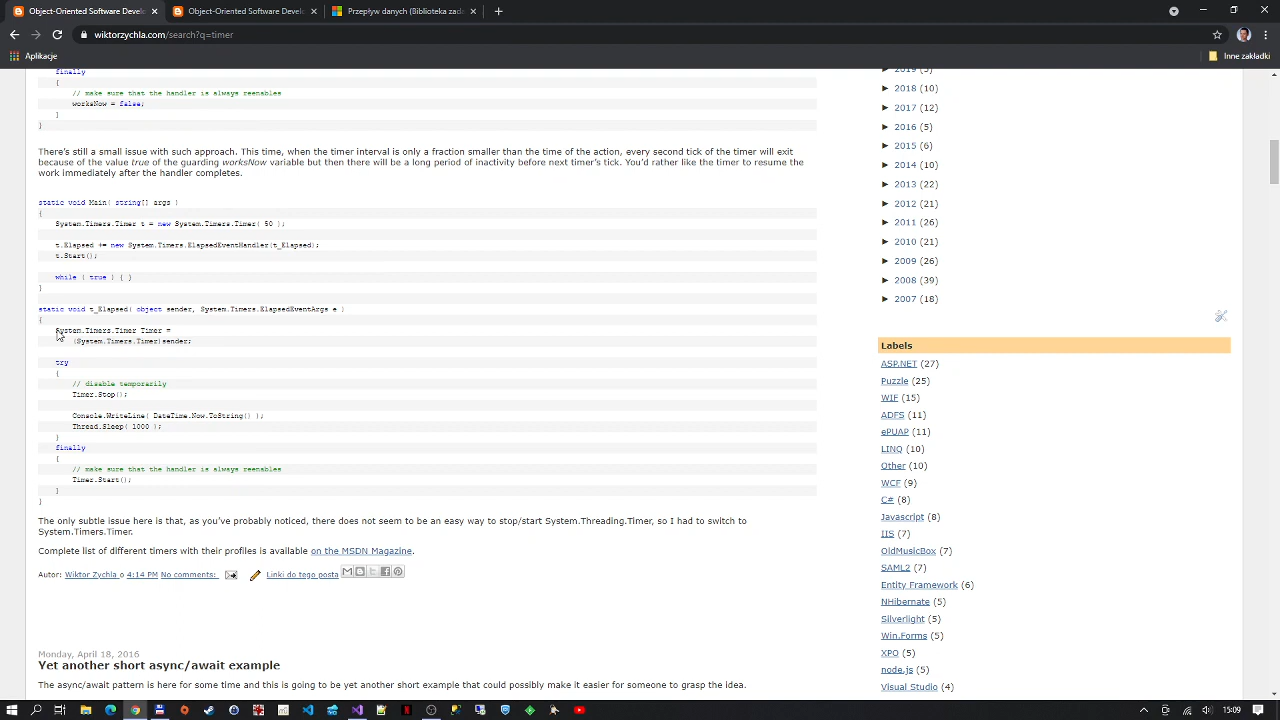 Object-Oriented Software Develo
Object-Oriented Software Develo
Przepływ danych (Biblioteka zada
wiktorzychla.com/search?q=timer
Aplikacje
Inne zakładki
finally
{
// make sure that the handler is always reenables
worksNow = false;
}
}
There's still a small issue with such approach. This time, when the timer interval is only a fraction smaller than the time of the action, every second tick of the timer will exit
because of the value true of the guarding worksNow variable but then there will be a long period of inactivity before next timer's tick. You'd rather like the timer to resume the
work immediately after the handler completes.
static void Main( string[] args )
{
System.Timers.Timer t = new System.Timers.Timer( 50 );
t.Elapsed += new System.Timers.ElapsedEventHandler(t_Elapsed);
t.Start();
while ( true ) { }
}
static void t_Elapsed( object sender, System.Timers.ElapsedEventArgs e )
{
System.Timers.Timer Timer =
(System.Timers.Timer)sender;
try
{
// disable temporarily
Timer.Stop();
Console.WriteLine( DateTime.Now.ToString() );
Thread.Sleep( 1000 );
}
finally
{
// make sure that the handler is always reenables
Timer.Start();
}
}
The only subtle issue here is that, as you've probably noticed, there does not seem to be an easy way to stop/start System.Threading.Timer, so I had to switch to
System.Timers.Timer.
Complete list of different timers with their profiles is available on the MSDN Magazine.
Autor: Wiktor Zychla o 4:14 PM No comments: Linki do tego posta
Monday, April 18, 2016
Yet another short async/await example
The async/await pattern is here for some time and this is going to be yet another short example that could possibly make it easier for someone to grasp the idea.
► 2018 (10)
► 2017 (12)
► 2016 (5)
► 2015 (6)
► 2014 (10)
► 2013 (22)
► 2012 (21)
► 2011 (26)
► 2010 (21)
► 2009 (26)
► 2008 (39)
► 2007 (18)
Labels
ASP.NET (27)
Puzzle (25)
WIF (15)
ADFS (11)
ePUAP (11)
LINQ (10)
Other (10)
WCF (9)
C# (8)
Javascript (8)
IIS (7)
OldMusicBox (7)
SAML2 (7)
Entity Framework (6)
NHibernate (5)
Silverlight (5)
Win.Forms (5)
XPO (5)
node.js (5)
Visual Studio (4)
15:09